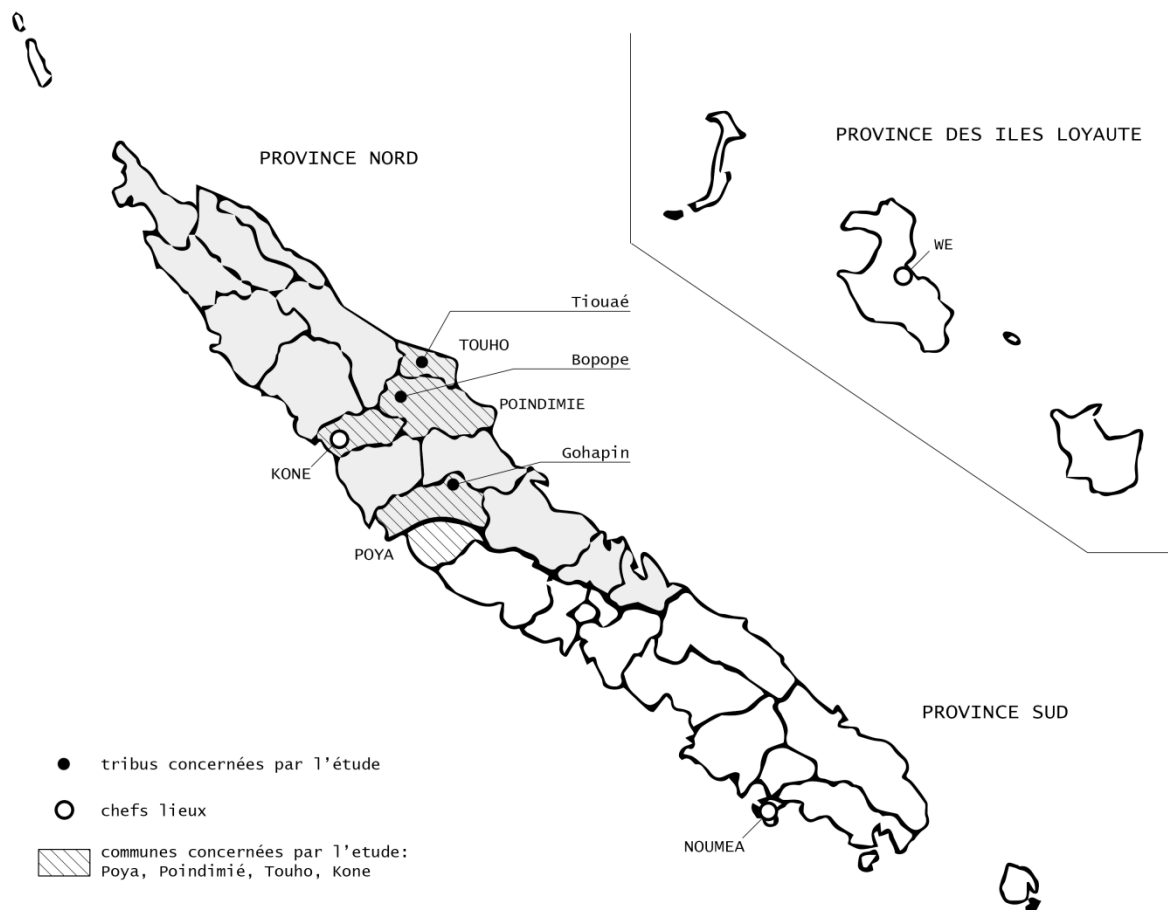 PROVINCE DES ILES LOYAUTE
PROVINCE NORD
WE
Tiouaé
TOUHO
Bopope
POINDIMIE
Gohapin
KONE
POYA
PROVINCE SUD
tribus concernées par l'étude
chefs lieux
NOUMEA
communes concernées par l'etude:
Poya, Poindimié, Touho, Kone